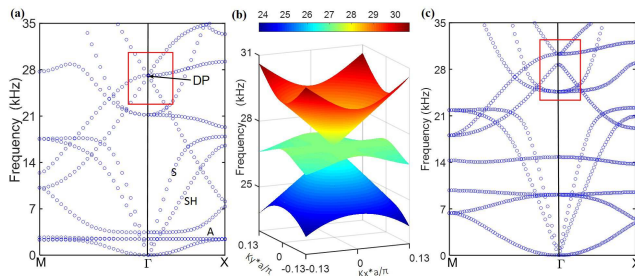 (a)
35
28
21
14
7
0
Frequency (kHz)
DP
S
SH
A
M
Γ
X
(b)
24 25 26 27 28 29 30
31
28
25
Frequency (kHz)
0.13
0
-0.13
-0.13
0
0.13
Ky*a/π
Kx*a/π
(c)
35
28
21
14
7
0
Frequency (kHz)
M
Γ
X